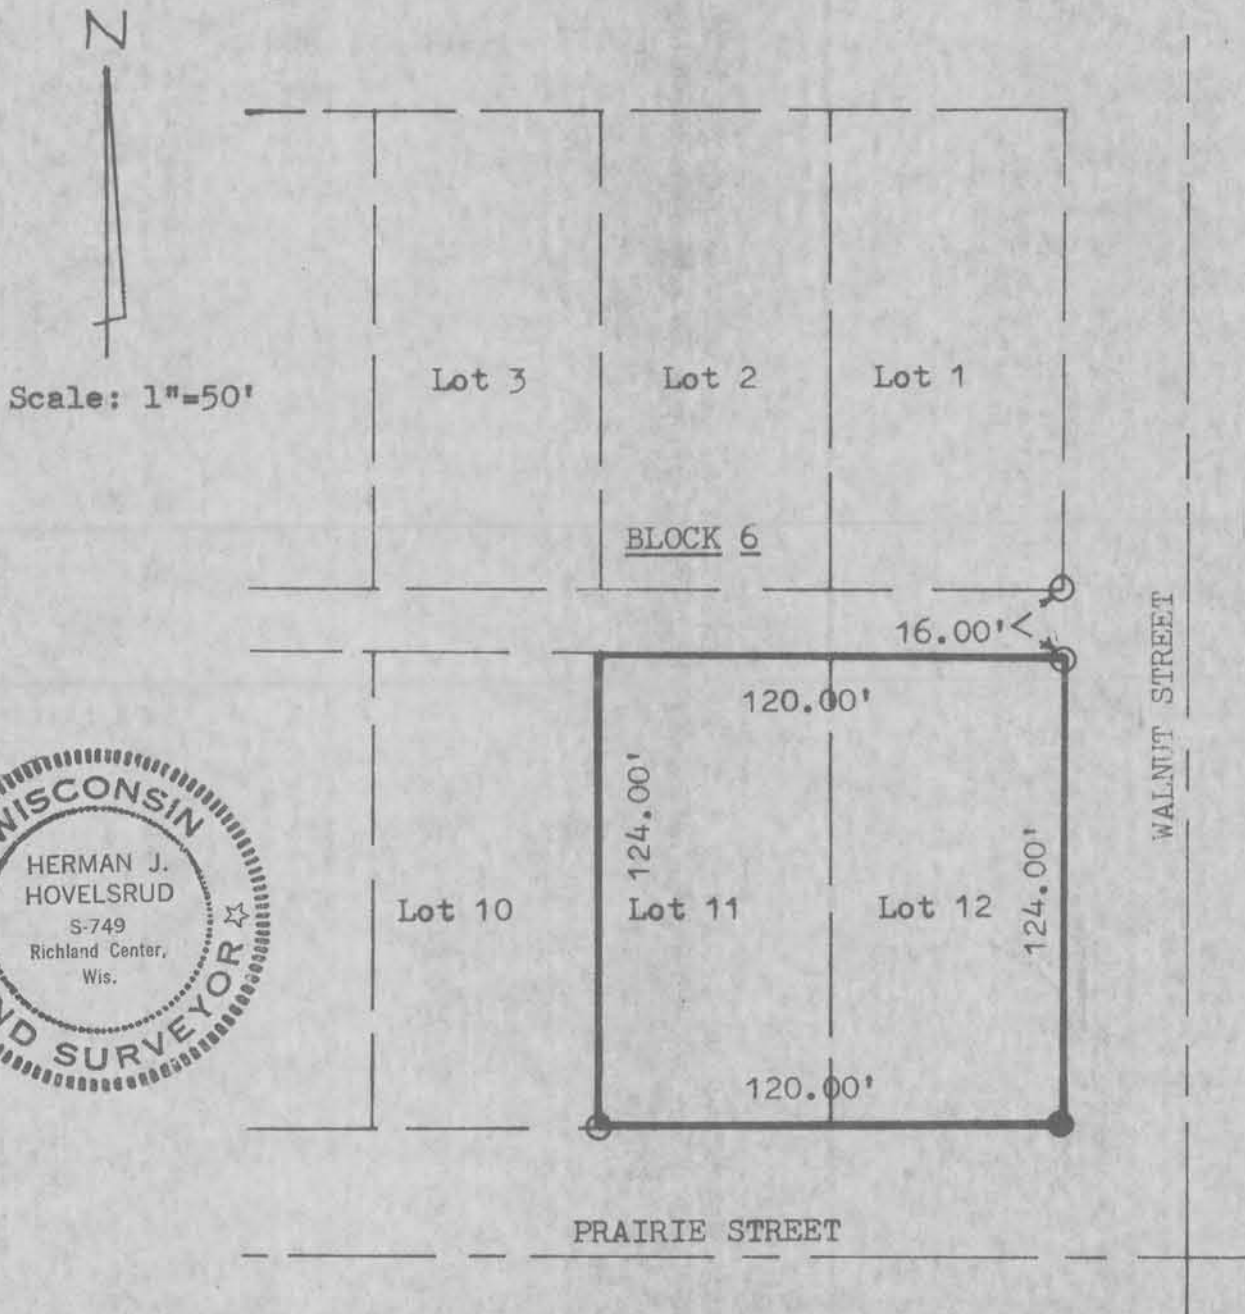 N
Scale: 1"=50'
Lot 3
Lot 2
Lot 1
BLOCK 6
16.00'
120.00'
124.00'
WALNUT STREET
WISCONSIN
HERMAN J.
HOVELSRUD
S-749
Richland Center,
Wis.
ND SURVEYOR
Lot 10
Lot 11
Lot 12
124.00'
120.00'
PRAIRIE STREET